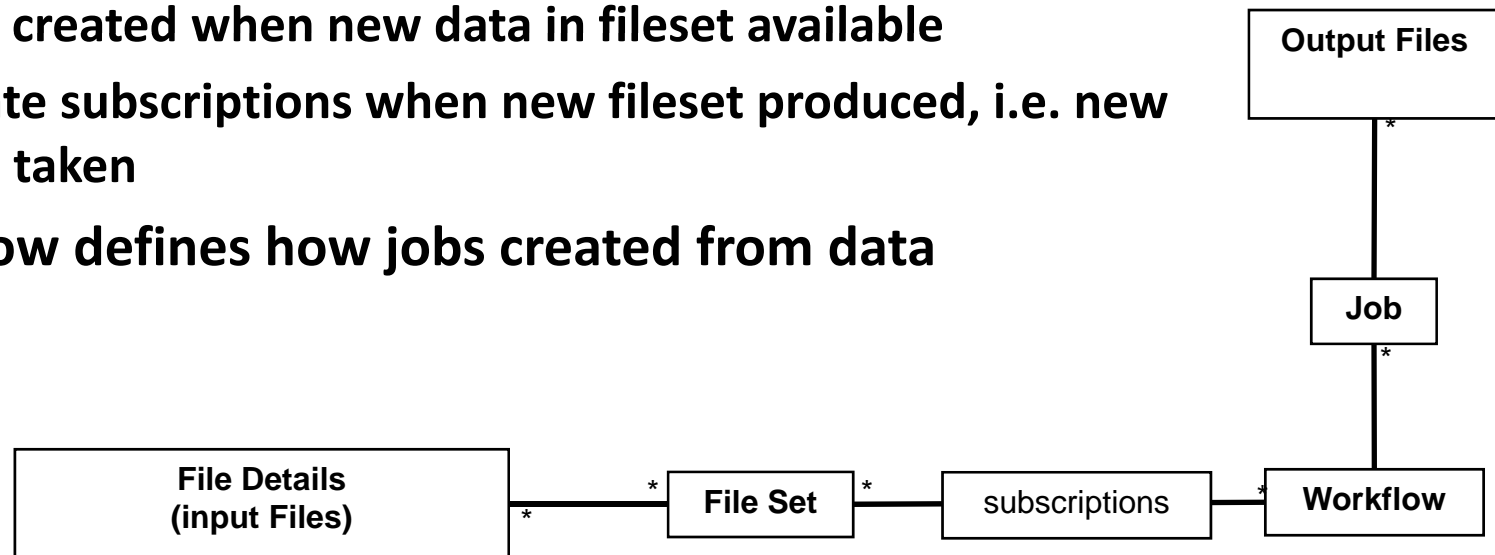 created when new data in fileset available
te subscriptions when new fileset produced, i.e. new
taken
ow defines how jobs created from data
Output Files
*
Job
*
File Details
(input Files)
*
*
File Set
*
subscriptions
*
Workflow